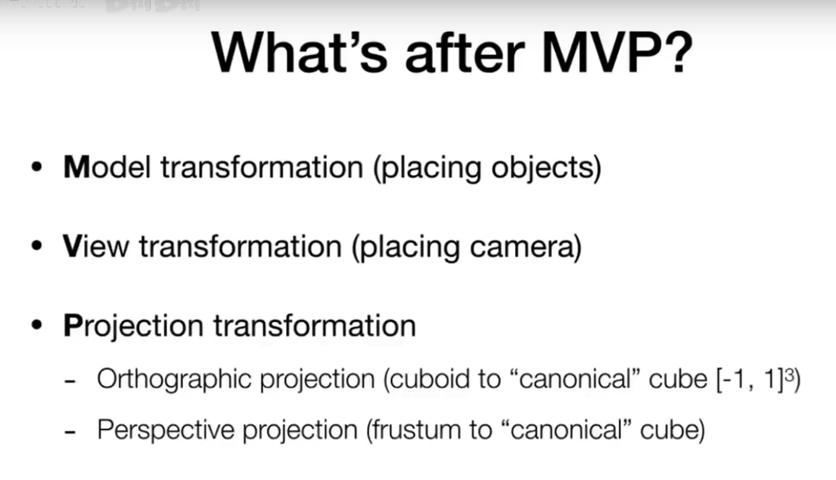 What's after MVP?
• Model transformation (placing objects)
• View transformation (placing camera)
• Projection transformation
- Orthographic projection (cuboid to “canonical” cube [-1, 1]³)
- Perspective projection (frustum to “canonical” cube)